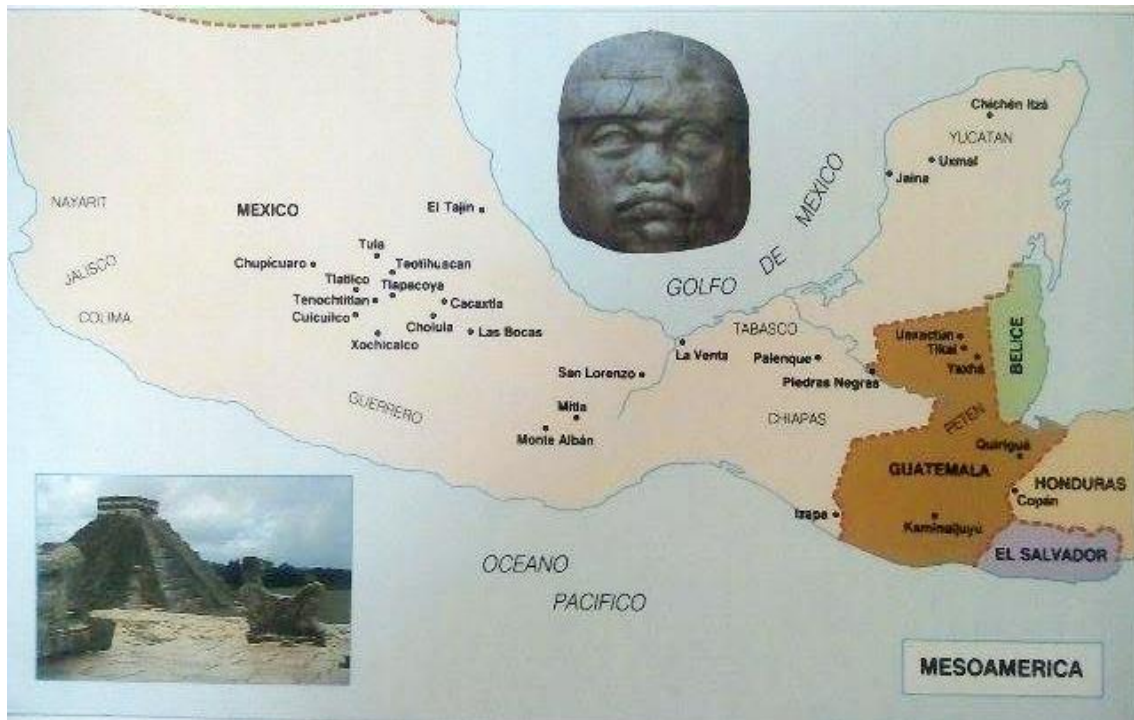 Chichén Itzá
YUCATAN
Uxmal
Jaina
NAYARIT
MEXICO
El Tajín
GOLFO DE MEXICO
Tula
Chupicuaro
Teotihuacan
JALISCO
Tlatilco
Tlapacoya
Tenochtitlan
Cacaxtla
COLIMA
Cuicuilco
Cholula
Las Bocas
Xochicalco
TABASCO
La Venta
Palenque
Uaxactún
Tikal
Yaxhá
BELICE
San Lorenzo
Piedras Negras
GUERRERO
Mitla
CHIAPAS
PETEN
Monte Albán
Quiriguá
GUATEMALA
HONDURAS
Copán
Izapa
Kaminaljuyu
EL SALVADOR
OCEANO
PACIFICO
MESOAMERICA